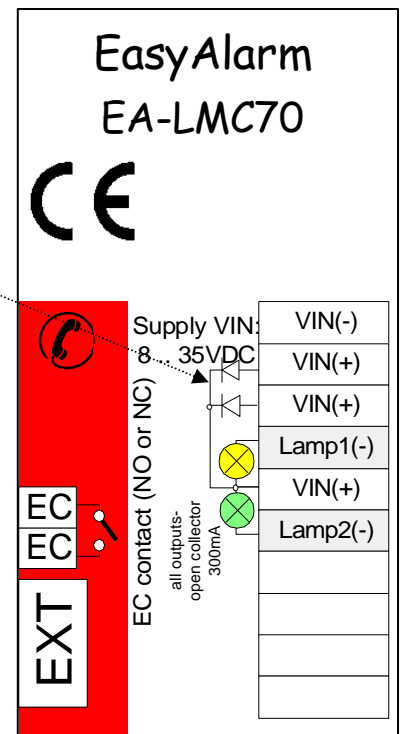 EasyAlarm
EA-LMC70
CE
Supply VIN:
8 .. 35VDC
EC contact (NO or NC)
all outputs-
open collector
300mA
VIN(-)
VIN(+)
VIN(+)
Lamp1(-)
VIN(+)
Lamp2(-)
EC
EC
EXT